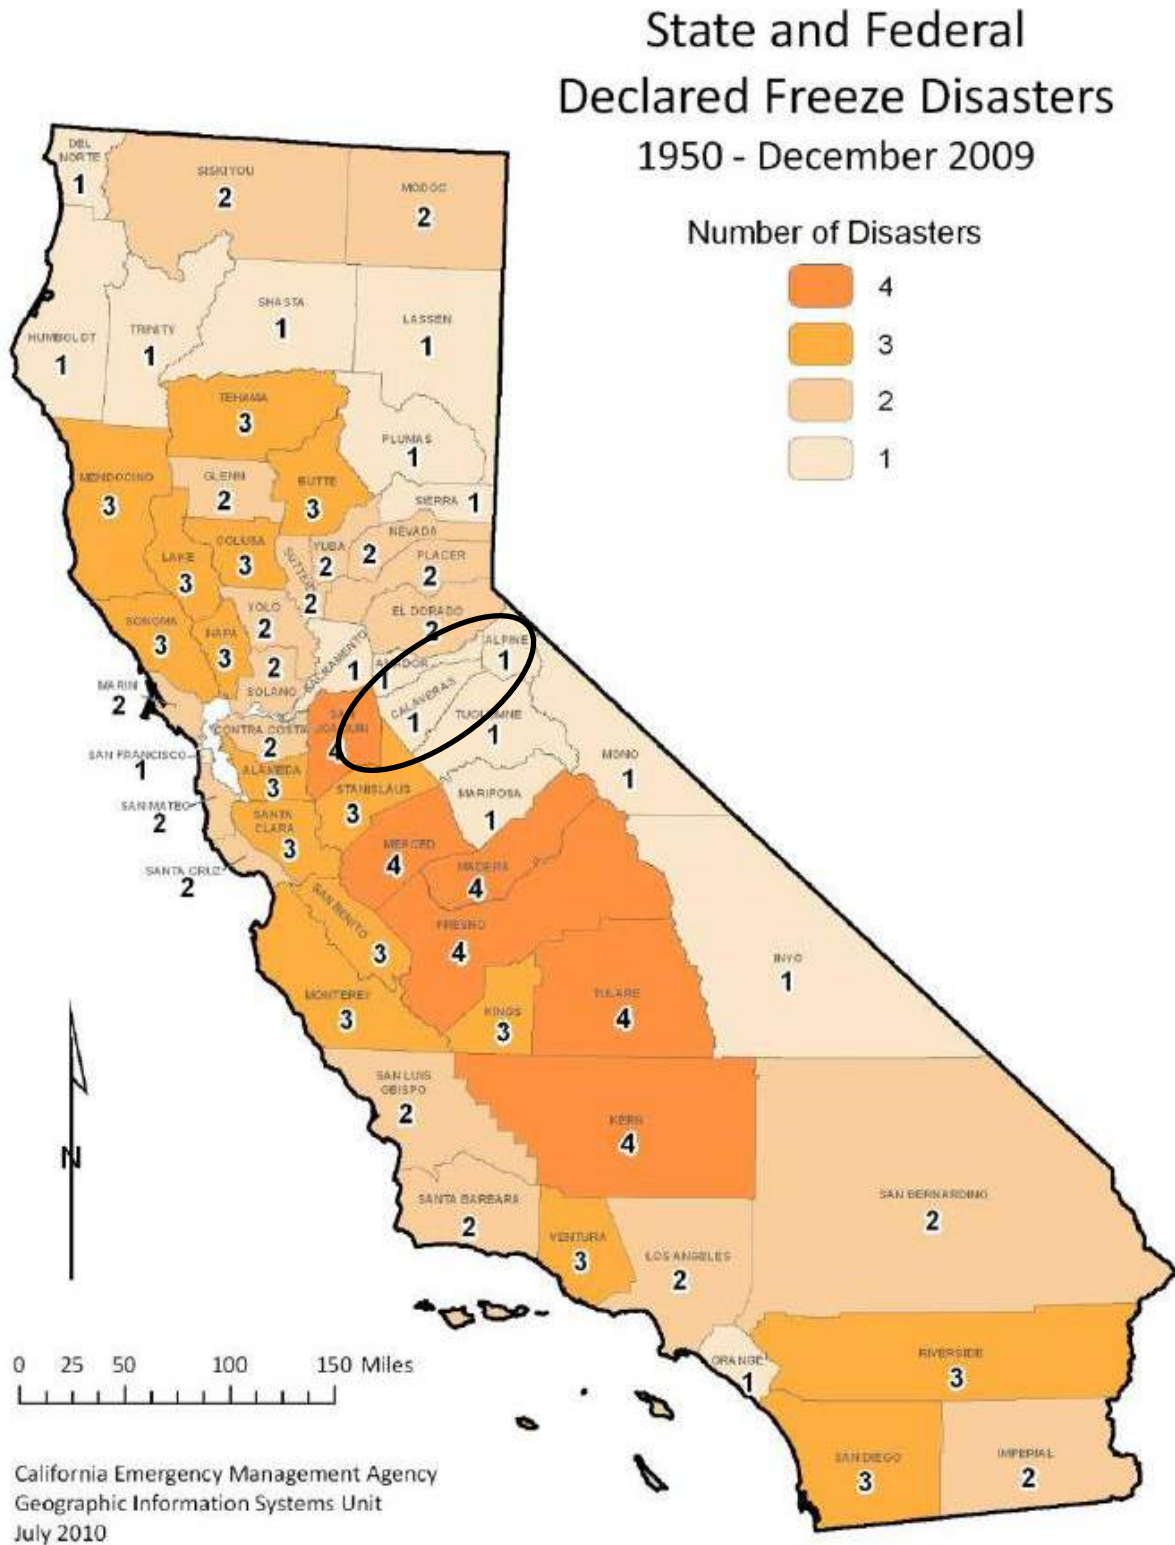 State and Federal
Declared Freeze Disasters
1950 - December 2009
Number of Disasters
4
3
2
1
DEL
NORTE
1
SISKIYOU
2
MODOC
2
HUMBOLDT
1
TRINITY
1
SHASTA
1
LASSEN
1
TEHAMA
3
PLUMAS
1
MENDOCINO
3
GLENN
2
BUTTE
3
SIERRA 1
LAKE
3
COLUSA
3
SUTTER
2
YUBA
2
NEVADA
2
PLACER
2
EL DORADO
2
SONOMA
3
NAPA
3
YOLO
2
2
SOLANO
SACRAMENTO
1
AMADOR
1
ALPINE
1
CALAVERAS
1
TUOLUMNE
1
MARIN
2
SAN
JOAQUIN
4
CONTRA COSTA
2
SAN FRANCISCO
1
ALAMEDA
3
STANISLAUS
3
MONO
1
SAN MATEO
2
SANTA
CLARA
3
MARIPOSA
1
MERCED
4
MADERA
4
SANTA CRUZ
2
SAN BENITO
3
FRESNO
4
MONTEREY
3
KINGS
3
TULARE
4
INYO
1
SAN LUIS
OBISPO
2
KERN
4
SANTA BARBARA
2
VENTURA
3
LOS ANGELES
2
SAN BERNARDINO
2
ORANGE
1
RIVERSIDE
3
SAN DIEGO
3
IMPERIAL
2
N
0 25 50 100 150 Miles
California Emergency Management Agency
Geographic Information Systems Unit
July 2010